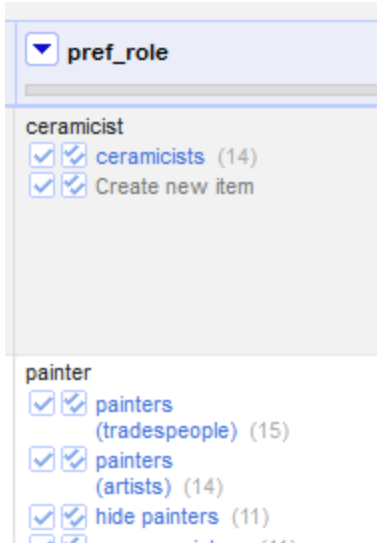 pref_role
ceramicist
ceramicists (14)
Create new item
painter
painters
(tradespeople) (15)
painters
(artists) (14)
hide painters (11)